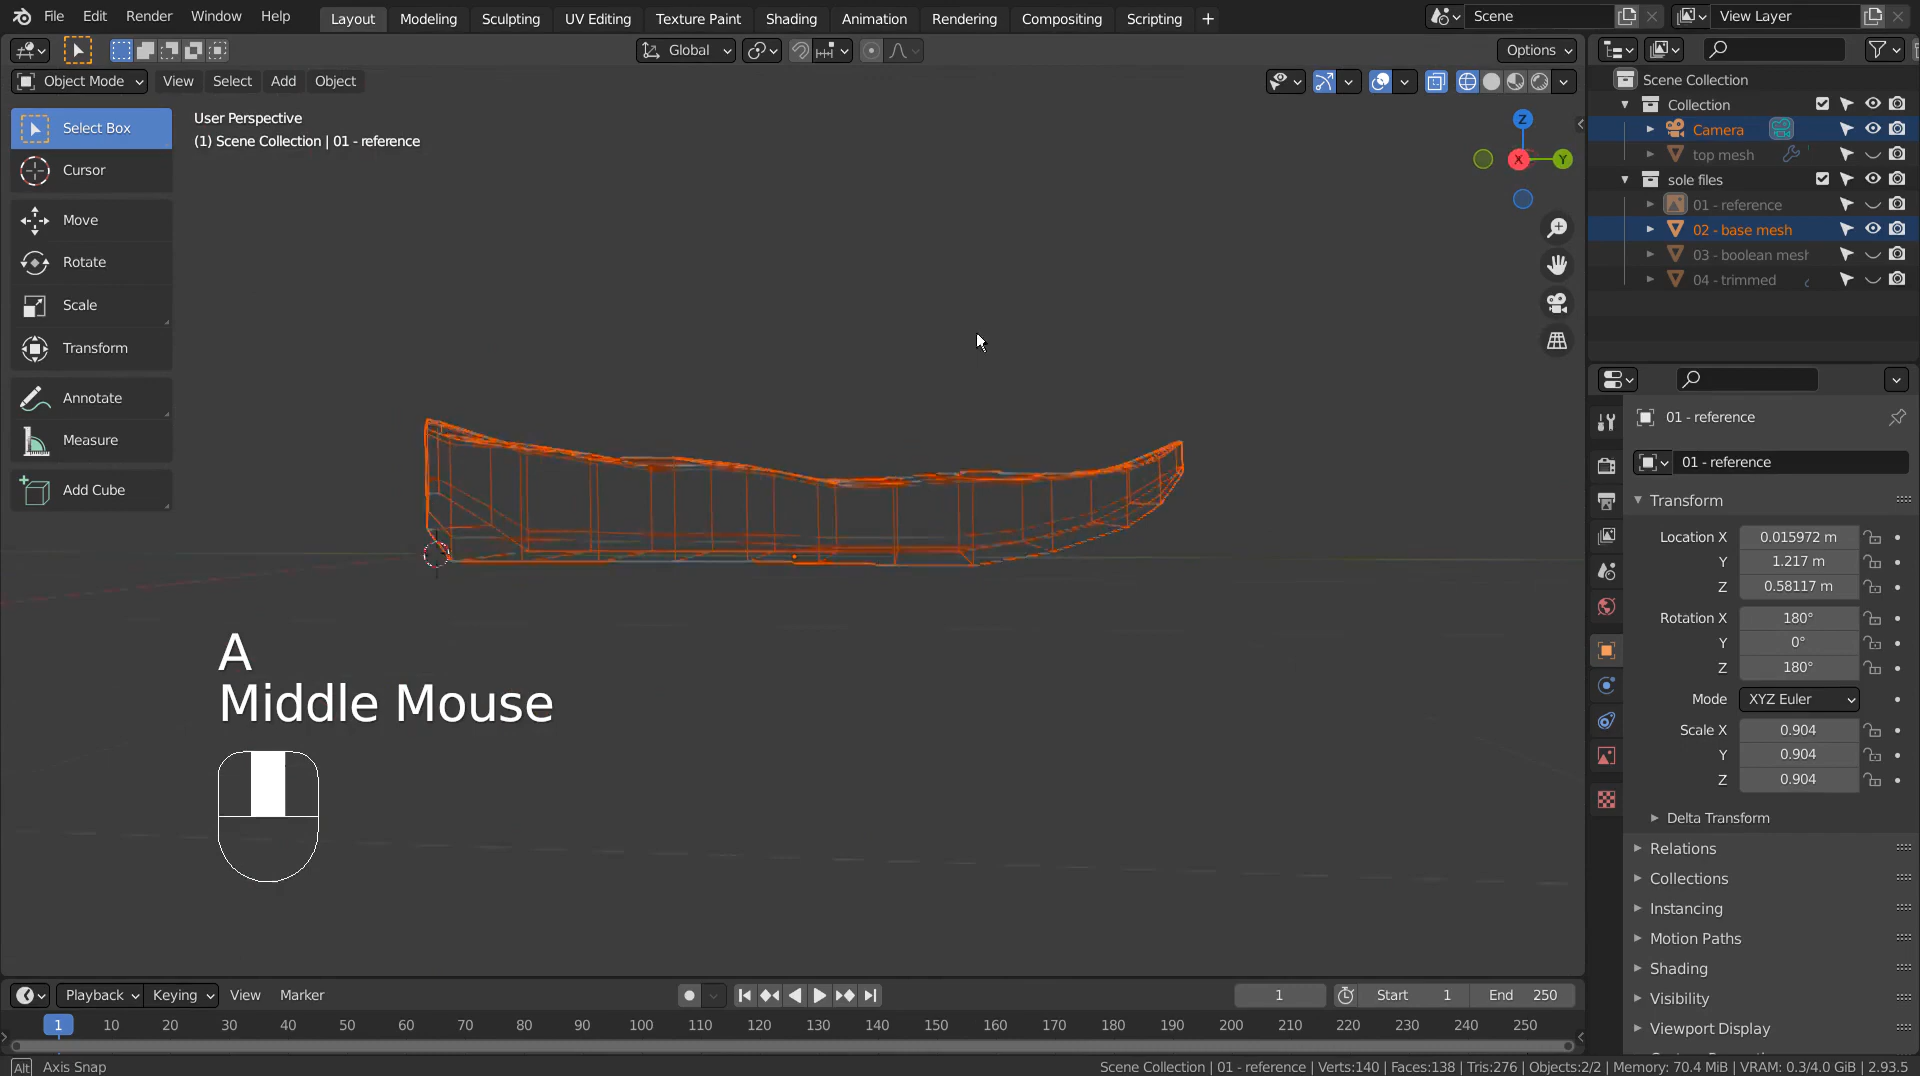 File Edit Render Window Help Layout Modeling Sculpting UV Editing Texture Paint Shading Animation Rendering Compositing Scripting + Scene View Layer
Global Options
Object Mode View Select Add Object
Select Box
Cursor
Move
Rotate
Scale
Transform
Annotate
Measure
Add Cube
User Perspective
(1) Scene Collection | 01 - reference
Z
X
Y
A
Middle Mouse
Scene Collection
Collection
Camera
top mesh
sole files
01 - reference
02 - base mesh
03 - boolean mesh
04 - trimmed
01 - reference
01 - reference
Transform
Location X 0.015972 m
Y 1.217 m
Z 0.58117 m
Rotation X 180°
Y 0°
Z 180°
Mode XYZ Euler
Scale X 0.904
Y 0.904
Z 0.904
Delta Transform
Relations
Collections
Instancing
Motion Paths
Shading
Visibility
Viewport Display
Playback Keying View Marker 1 Start 1 End 250
1 10 20 30 40 50 60 70 80 90 100 110 120 130 140 150 160 170 180 190 200 210 220 230 240 250
Alt Axis Snap
Scene Collection | 01 - reference | Verts:140 | Faces:138 | Tris:276 | Objects:2/2 | Memory: 70.4 MiB | VRAM: 0.3/4.0 GiB | 2.93.5